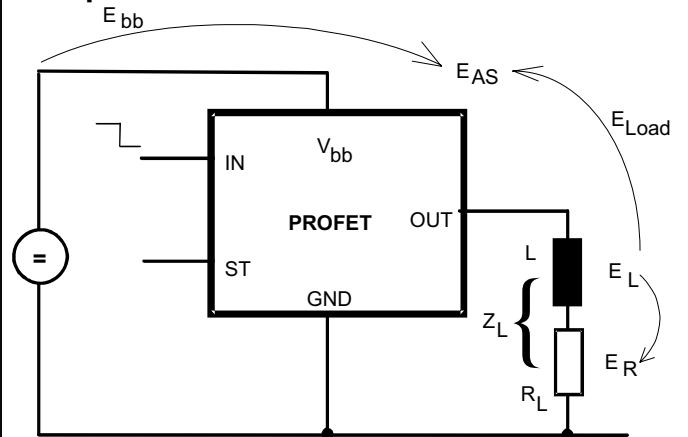 E bb
E AS
E Load
V bb
IN
PROFET
OUT
ST
GND
L
E L
Z L
{
E R
R L
=